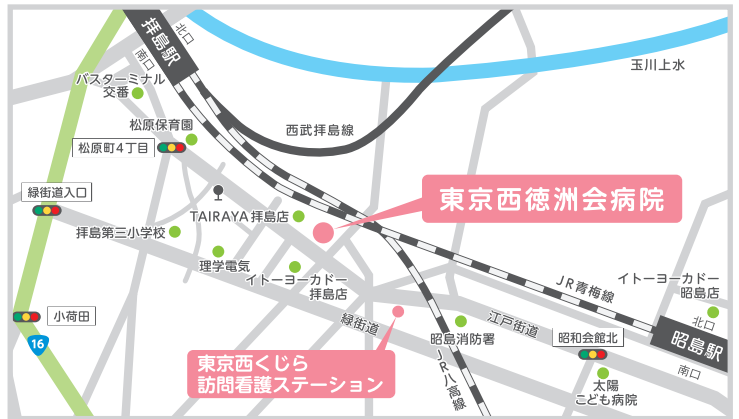 北口
拝島駅
南口
玉川上水
バスターミナル
交番
松原保育園
西武拝島線
松原町4丁目
緑街道入口
東京西徳洲会病院
TAIRAYA拝島店
拝島第三小学校
理学電気
イトーヨーカドー
拝島店
JR青梅線
イトーヨーカドー
昭島店
小荷田
16
緑街道
江戸街道
北口
昭島駅
南口
昭島消防署
昭和会館北
JR八高線
東京西くじら
訪問看護ステーション
太陽
こども病院